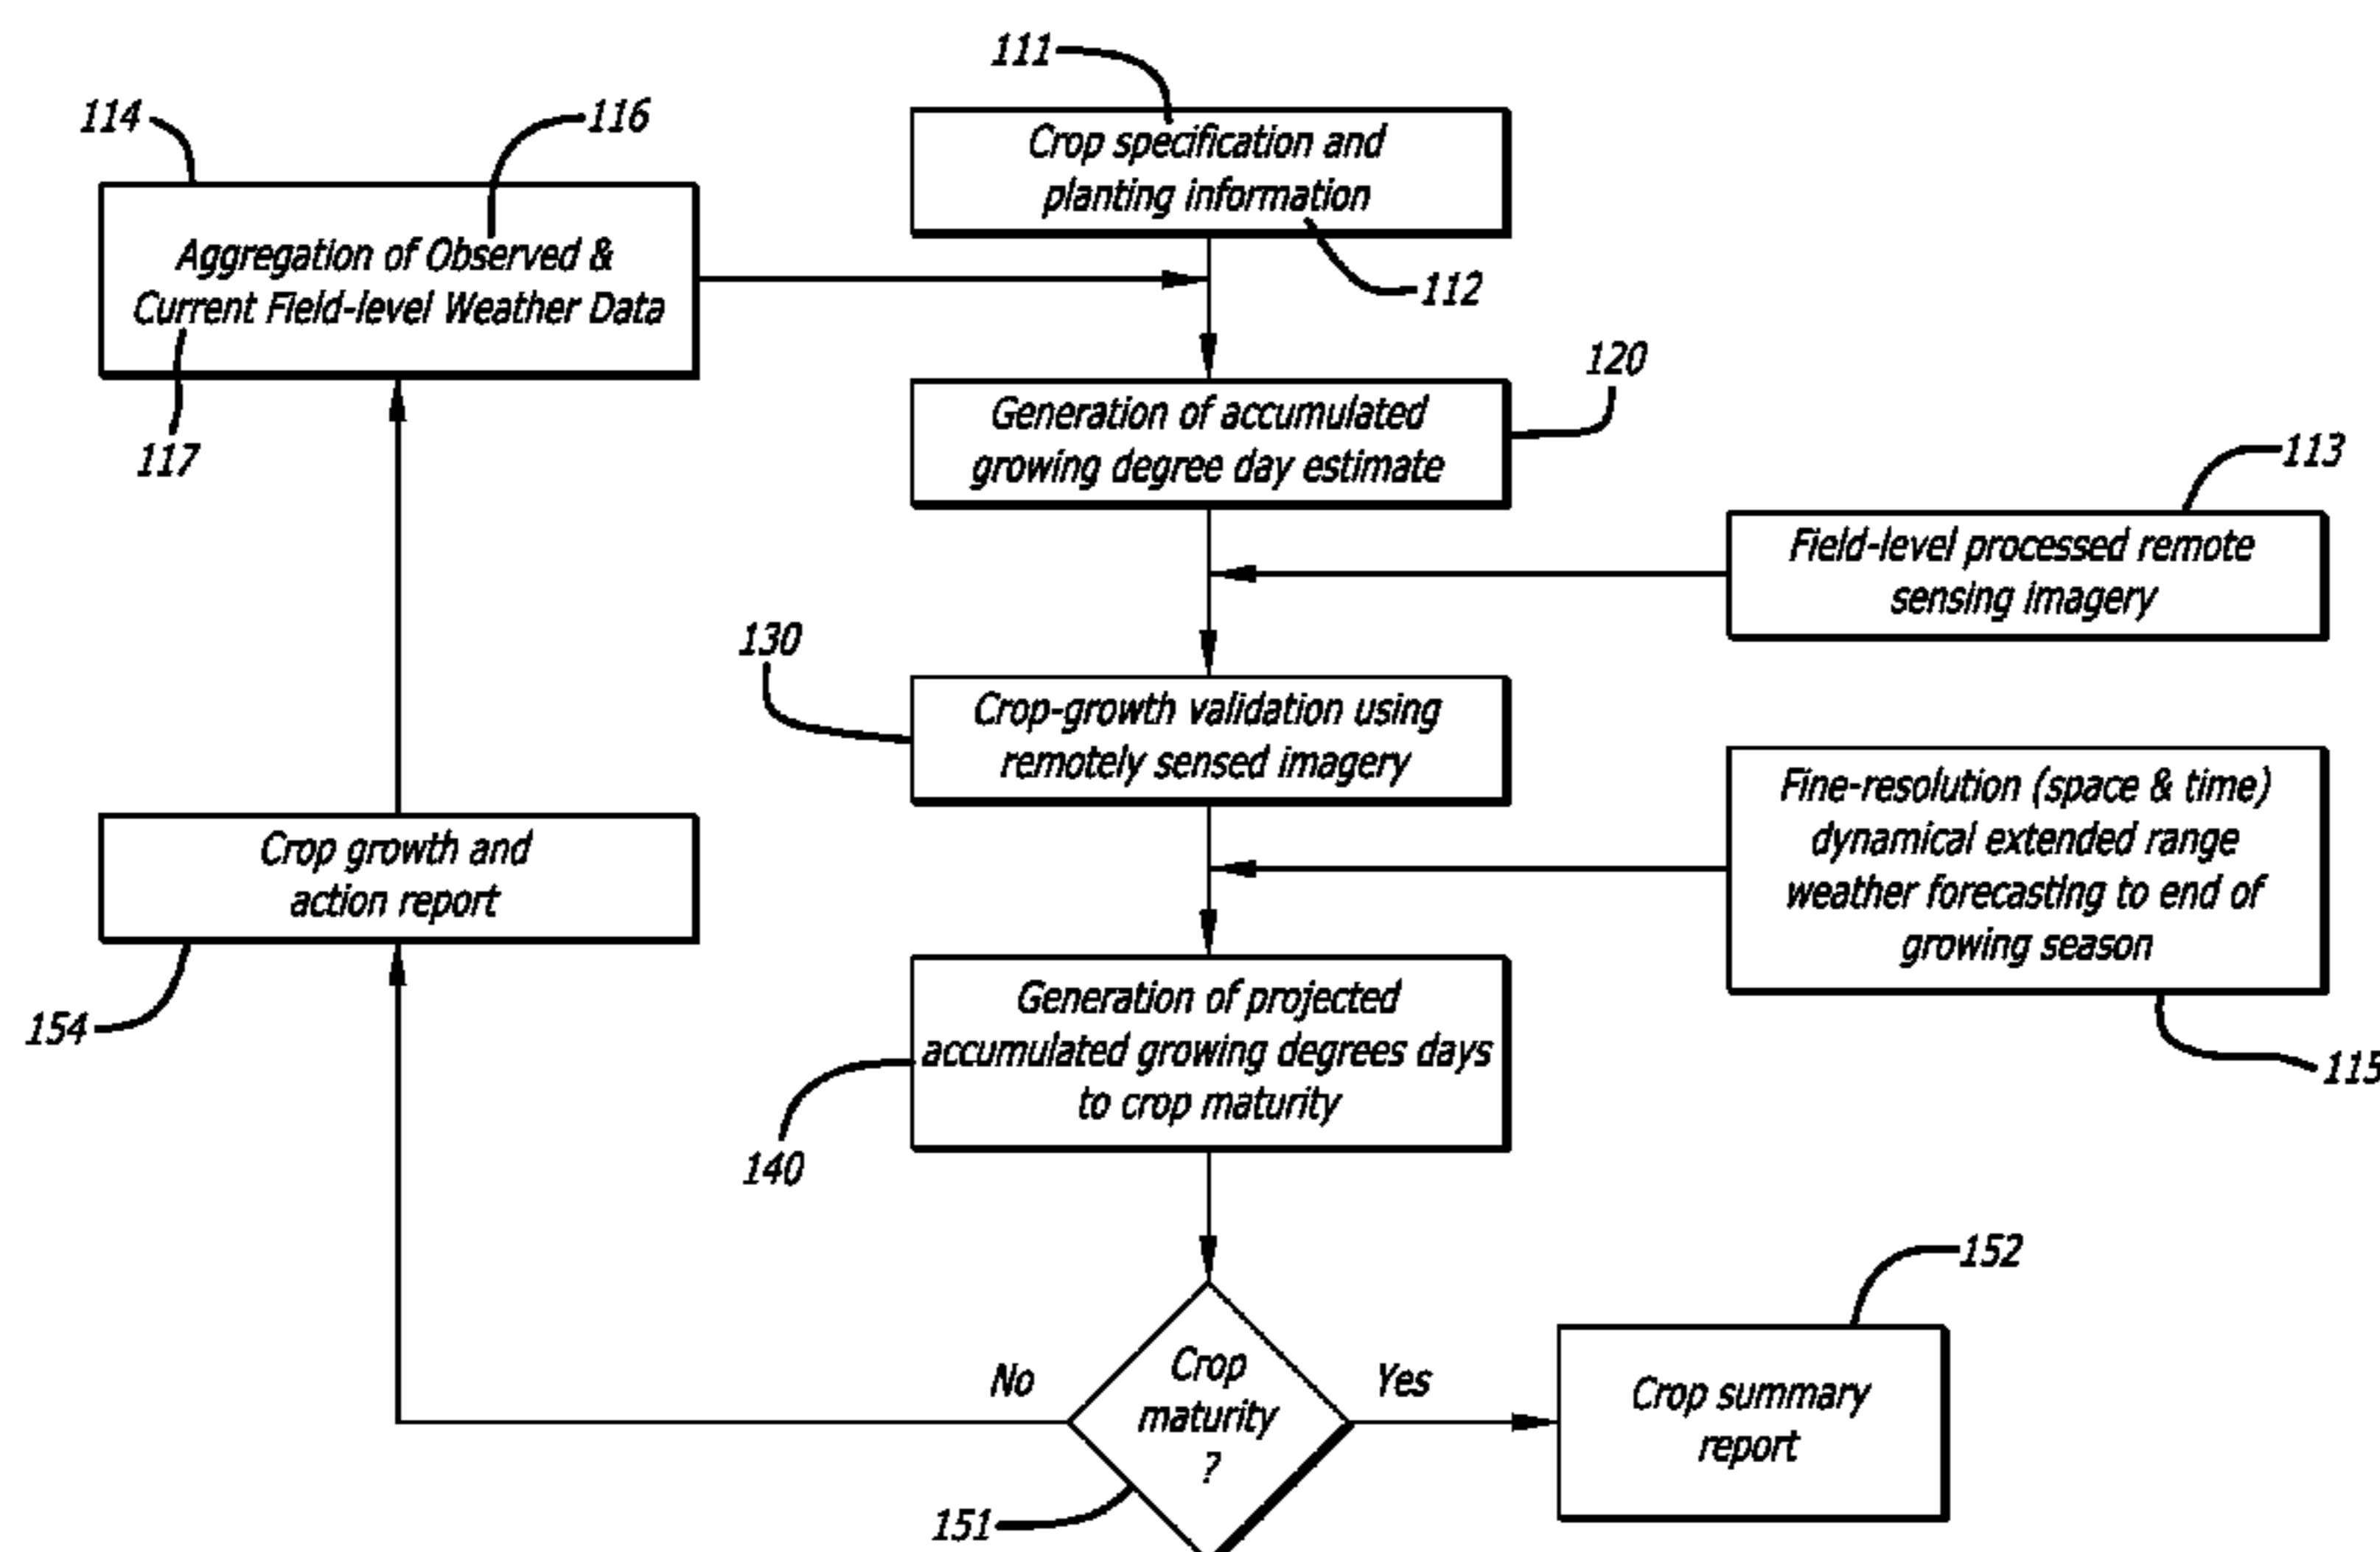 111
114
116
Crop specification and
planting information
112
Aggregation of Observed &
Current Field-level Weather Data
117
120
Generation of accumulated
growing degree day estimate
113
Field-level processed remote
sensing imagery
130
Crop-growth validation using
remotely sensed imagery
Fine-resolution (space & time)
dynamical extended range
weather forecasting to end of
growing season
115
Crop growth and
action report
154
Generation of projected
accumulated growing degrees days
to crop maturity
140
152
No
Crop
maturity
?
Yes
Crop summary
report
151